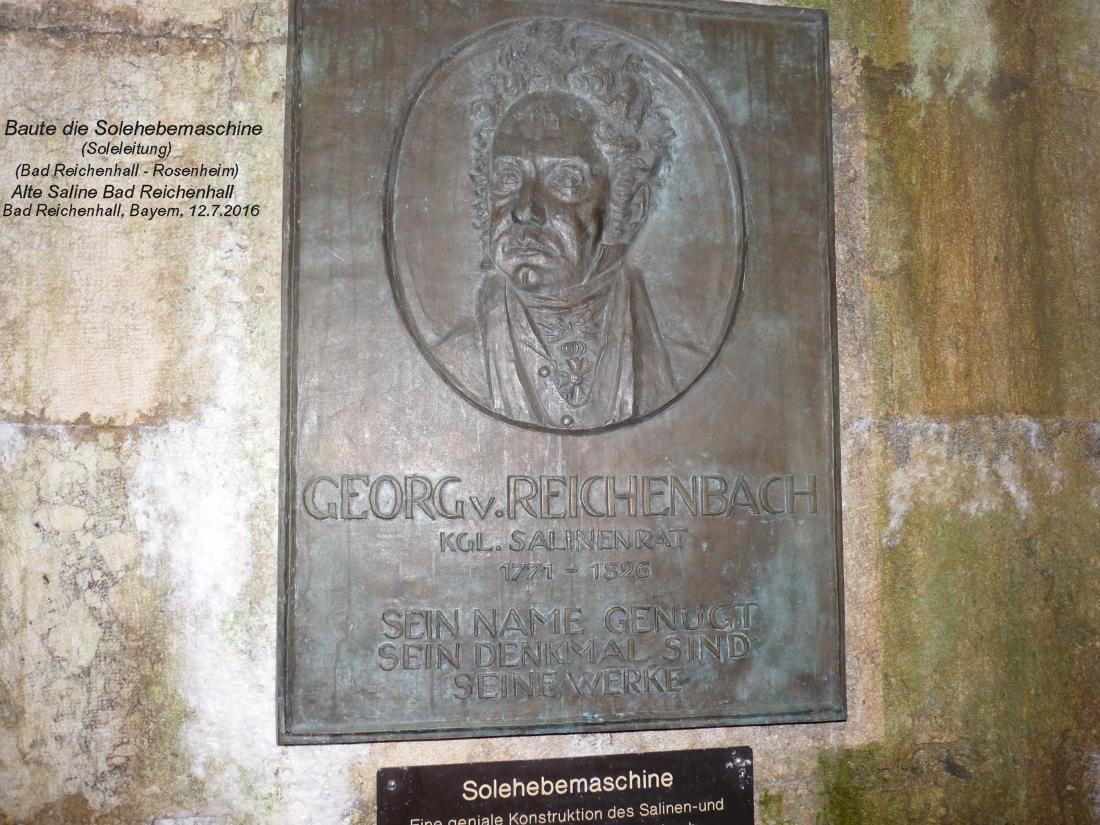 Baute die Solehebemaschine
(Soleleitung)
(Bad Reichenhall - Rosenheim)
Alte Saline Bad Reichenhall
Bad Reichenhall, Bayern, 12.7.2016
GEORG v. REICHENBACH
KGL. SALINENRAT
1771 - 1826
SEIN NAME GENÜGT
SEIN DENKMAL SIND
SEINE WERKE
Solehebemaschine
Eine geniale Konstruktion des Salinen-und